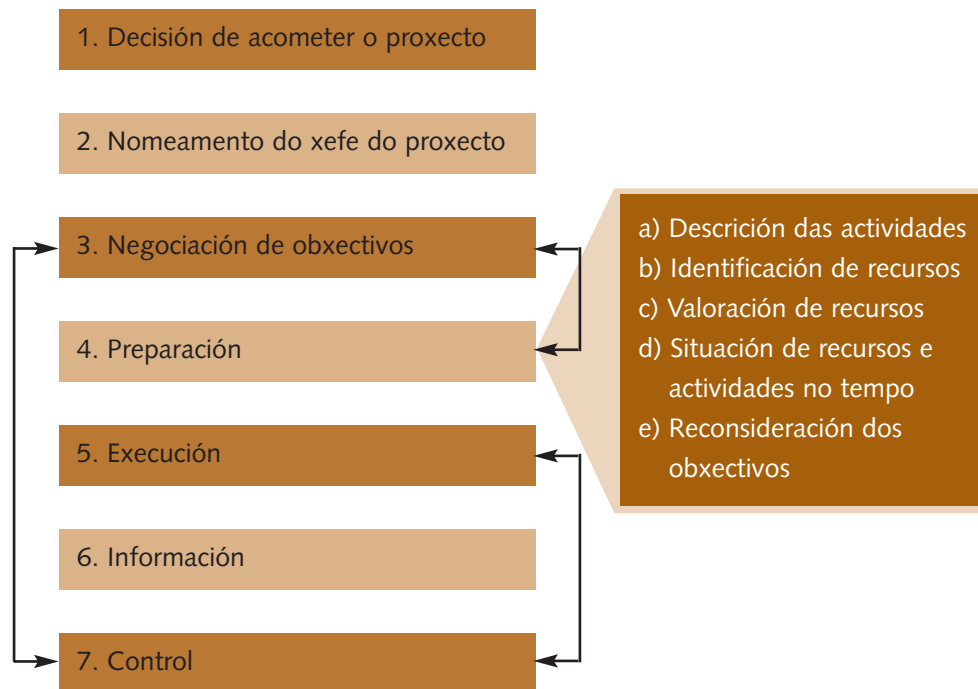 1. Decisión de acometer o proxecto
2. Nomeamento do xefe do proxecto
3. Negociación de obxectivos
4. Preparación
5. Execución
6. Información
7. Control
a) Descrición das actividades
b) Identificación de recursos
c) Valoración de recursos
d) Situación de recursos e
actividades no tempo
e) Reconsideración dos
obxectivos